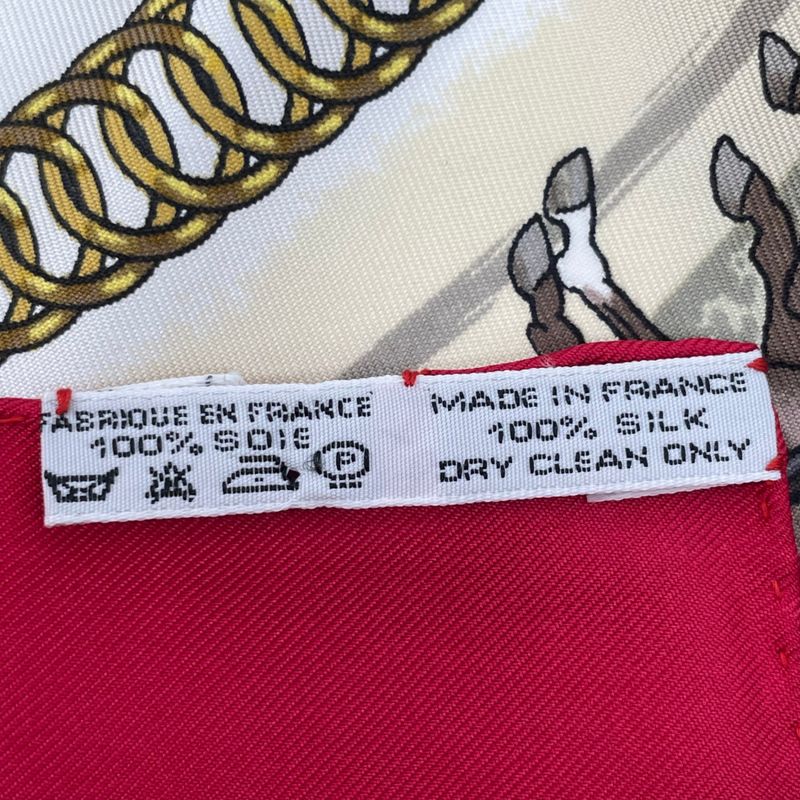 FABRIQUE EN FRANCE
100% SOIE
P
MADE IN FRANCE
100% SILK
DRY CLEAN ONLY